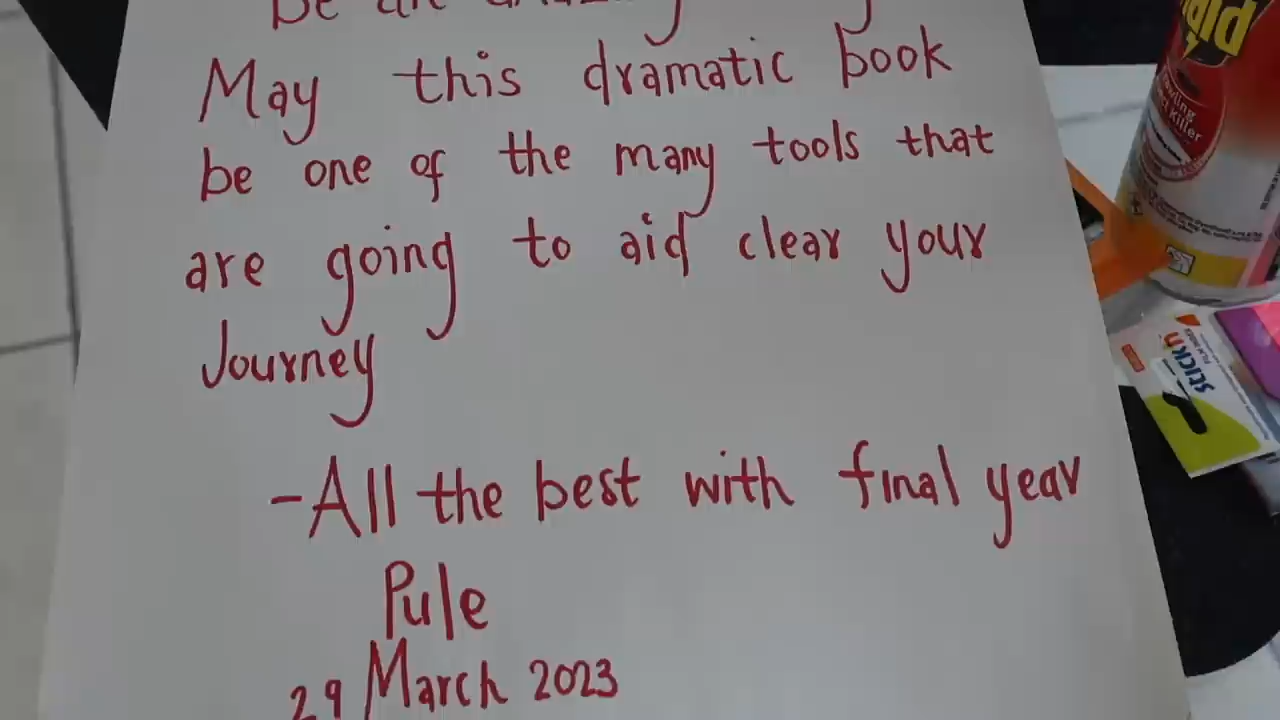 May this dramatic book
be one of the many tools that
are going to aid clear your
Journey
-All the best with final year
Pule
29 March 2023
STICK'N